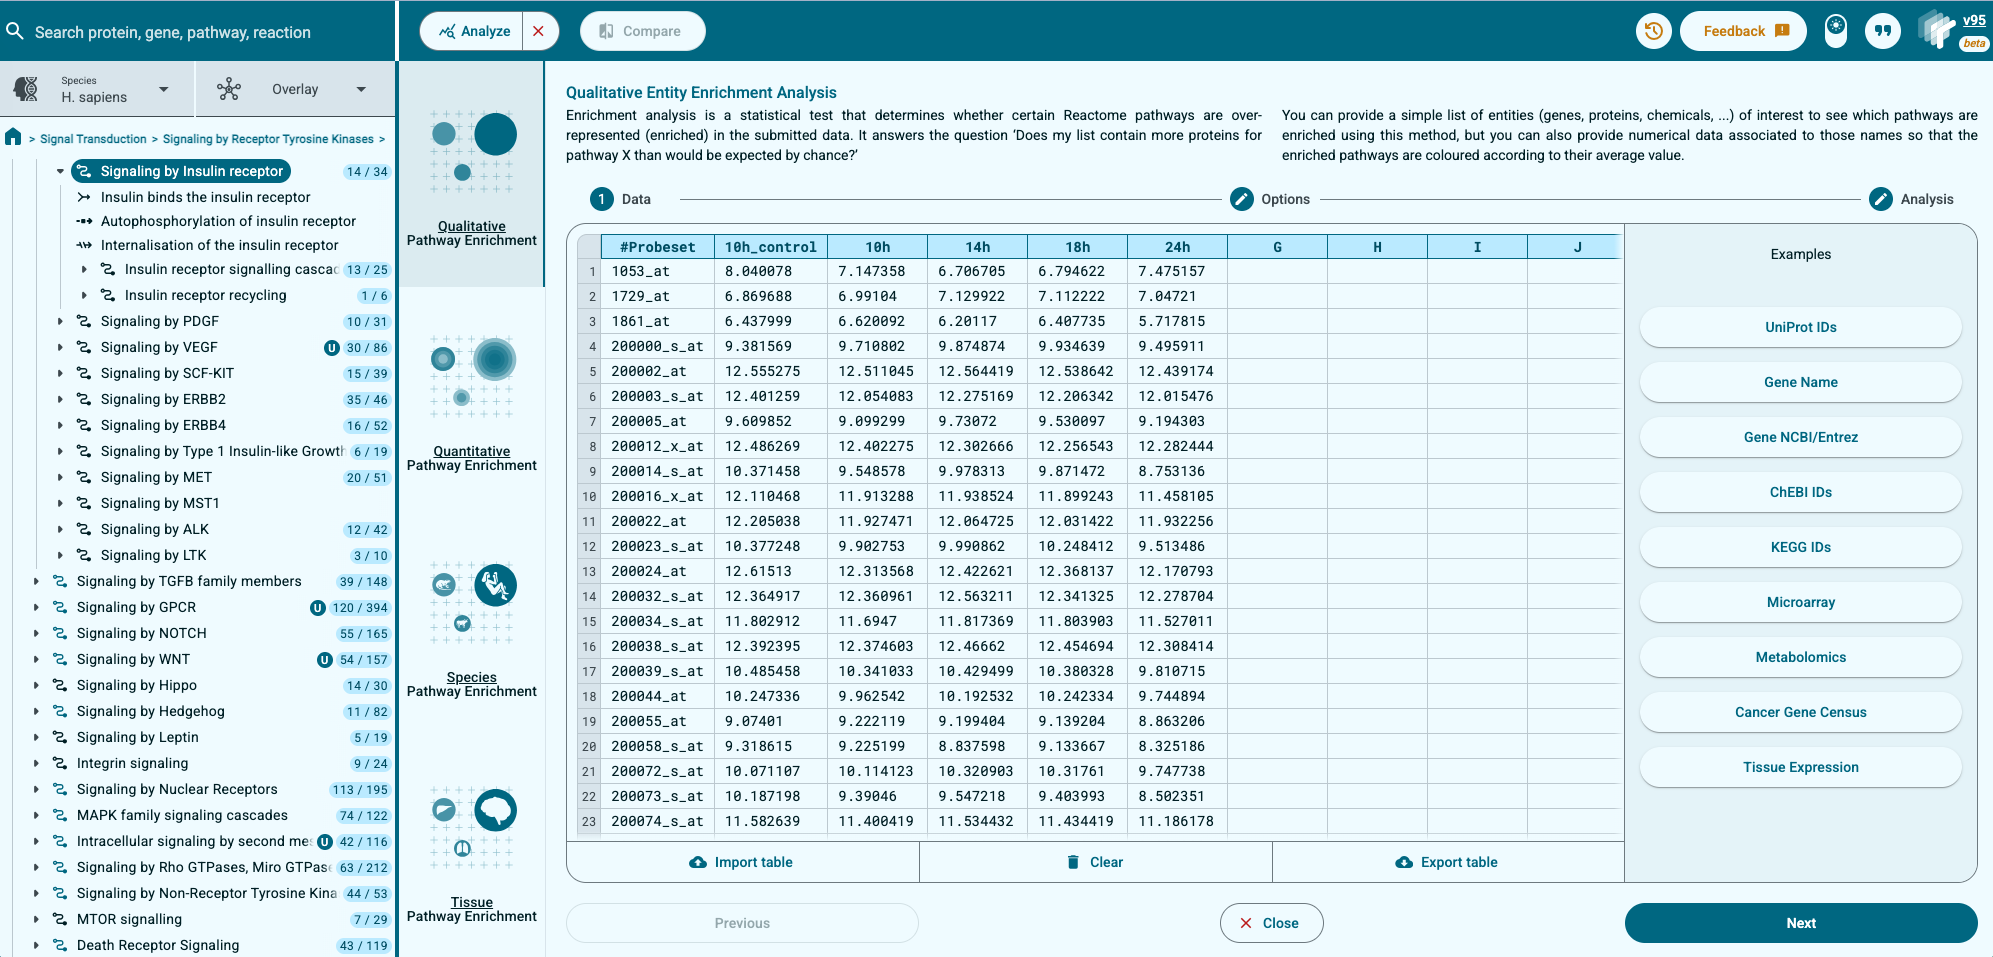 Search protein, gene, pathway, reaction
Analyze
Compare
Feedback
v95
beta
Species
H. sapiens
Overlay
> Signal Transduction > Signaling by Receptor Tyrosine Kinases >
Signaling by Insulin receptor 14 / 34
Insulin binds the insulin receptor
Autophosphorylation of insulin receptor
Internalisation of the insulin receptor
Insulin receptor signalling cascad 13 / 25
Insulin receptor recycling 1 / 6
Signaling by PDGF 10 / 31
Signaling by VEGF U 30 / 86
Signaling by SCF-KIT 15 / 39
Signaling by ERBB2 35 / 46
Signaling by ERBB4 16 / 52
Signaling by Type 1 Insulin-like Growth 6 / 19
Signaling by MET 20 / 51
Signaling by MST1
Signaling by ALK 12 / 42
Signaling by LTK 3 / 10
Signaling by TGFB family members 39 / 148
Signaling by GPCR U 120 / 394
Signaling by NOTCH 55 / 165
Signaling by WNT U 54 / 157
Signaling by Hippo 14 / 30
Signaling by Hedgehog 11 / 82
Signaling by Leptin 5 / 19
Integrin signaling 9 / 24
Signaling by Nuclear Receptors 113 / 195
MAPK family signaling cascades 74 / 122
Intracellular signaling by second mes U 42 / 116
Signaling by Rho GTPases, Miro GTPase 63 / 212
Signaling by Non-Receptor Tyrosine Kina 44 / 53
MTOR signalling 7 / 29
Death Receptor Signaling 43 / 119
Qualitative
Pathway Enrichment
Quantitative
Pathway Enrichment
Species
Pathway Enrichment
Tissue
Pathway Enrichment
Qualitative Entity Enrichment Analysis
Enrichment analysis is a statistical test that determines whether certain Reactome pathways are over-
represented (enriched) in the submitted data. It answers the question ‘Does my list contain more proteins for
pathway X than would be expected by chance?’
You can provide a simple list of entities (genes, proteins, chemicals, ...) of interest to see which pathways are
enriched using this method, but you can also provide numerical data associated to those names so that the
enriched pathways are coloured according to their average value.
1 Data
Options
Analysis
#Probeset 10h_control 10h 14h 18h 24h G H I J
1 1053_at 8.040078 7.147358 6.706705 6.794622 7.475157
2 1729_at 6.869688 6.99104 7.129922 7.112222 7.04721
3 1861_at 6.437999 6.620092 6.20117 6.407735 5.717815
4 200000_s_at 9.381569 9.710802 9.874874 9.934639 9.495911
5 200002_at 12.555275 12.511045 12.564419 12.538642 12.439174
6 200003_s_at 12.401259 12.054083 12.275169 12.206342 12.015476
7 200005_at 9.609852 9.099299 9.73072 9.530097 9.194303
8 200012_x_at 12.486269 12.402275 12.302666 12.256543 12.282444
9 200014_s_at 10.371458 9.548578 9.978313 9.871472 8.753136
10 200016_x_at 12.110468 11.913288 11.938524 11.899243 11.458105
11 200022_at 12.205038 11.927471 12.064725 12.031422 11.932256
12 200023_s_at 10.377248 9.902753 9.990862 10.248412 9.513486
13 200024_at 12.61513 12.313568 12.422621 12.368137 12.170793
14 200032_s_at 12.364917 12.360961 12.563211 12.341325 12.278704
15 200034_s_at 11.802912 11.6947 11.817369 11.803903 11.527011
16 200038_s_at 12.392395 12.374603 12.46662 12.454694 12.308414
17 200039_s_at 10.485458 10.341033 10.429499 10.380328 9.810715
18 200044_at 10.247336 9.962542 10.192532 10.242334 9.744894
19 200055_at 9.07401 9.222119 9.199404 9.139204 8.863206
20 200058_s_at 9.318615 9.225199 8.837598 9.133667 8.325186
21 200072_s_at 10.071107 10.114123 10.320903 10.31761 9.747738
22 200073_s_at 10.187198 9.39046 9.547218 9.403993 8.502351
23 200074_s_at 11.582639 11.400419 11.534432 11.434419 11.186178
Import table
Clear
Export table
Examples
UniProt IDs
Gene Name
Gene NCBI/Entrez
ChEBI IDs
KEGG IDs
Microarray
Metabolomics
Cancer Gene Census
Tissue Expression
Previous
Close
Next